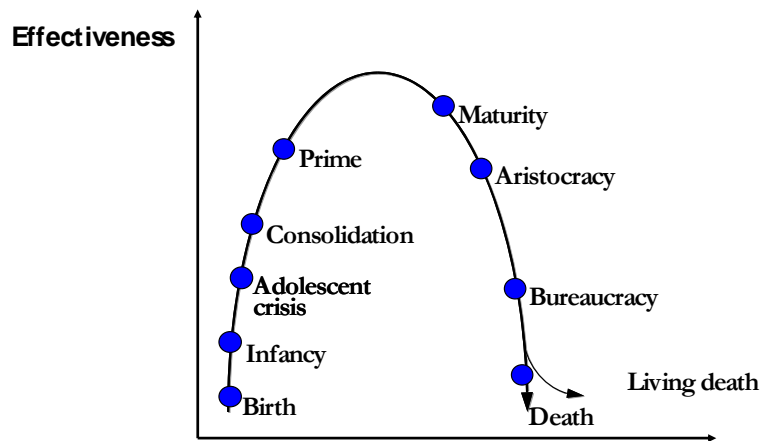 Effectiveness
Maturity
Prime
Aristocracy
Consolidation
Adolescent
crisis
Bureaucracy
Infancy
Living death
Birth
Death